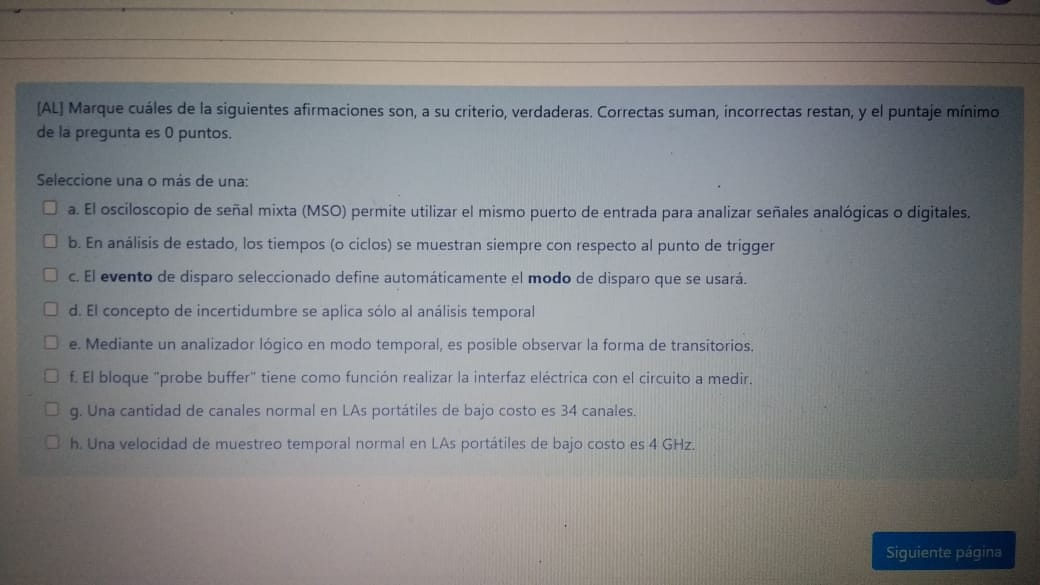 [AL] Marque cuáles de la siguientes afirmaciones son, a su criterio, verdaderas. Correctas suman, incorrectas restan, y el puntaje mínimo
de la pregunta es 0 puntos.
Seleccione una o más de una:
a. El osciloscopio de señal mixta (MSO) permite utilizar el mismo puerto de entrada para analizar señales analógicas o digitales.
b. En análisis de estado, los tiempos (o ciclos) se muestran siempre con respecto al punto de trigger
c. El evento de disparo seleccionado define automáticamente el modo de disparo que se usará.
d. El concepto de incertidumbre se aplica sólo al análisis temporal
e. Mediante un analizador lógico en modo temporal, es posible observar la forma de transitorios.
f. El bloque "probe buffer" tiene como función realizar la interfaz eléctrica con el circuito a medir.
g. Una cantidad de canales normal en LAs portátiles de bajo costo es 34 canales.
h. Una velocidad de muestreo temporal normal en LAs portátiles de bajo costo es 4 GHz.
Siguiente página